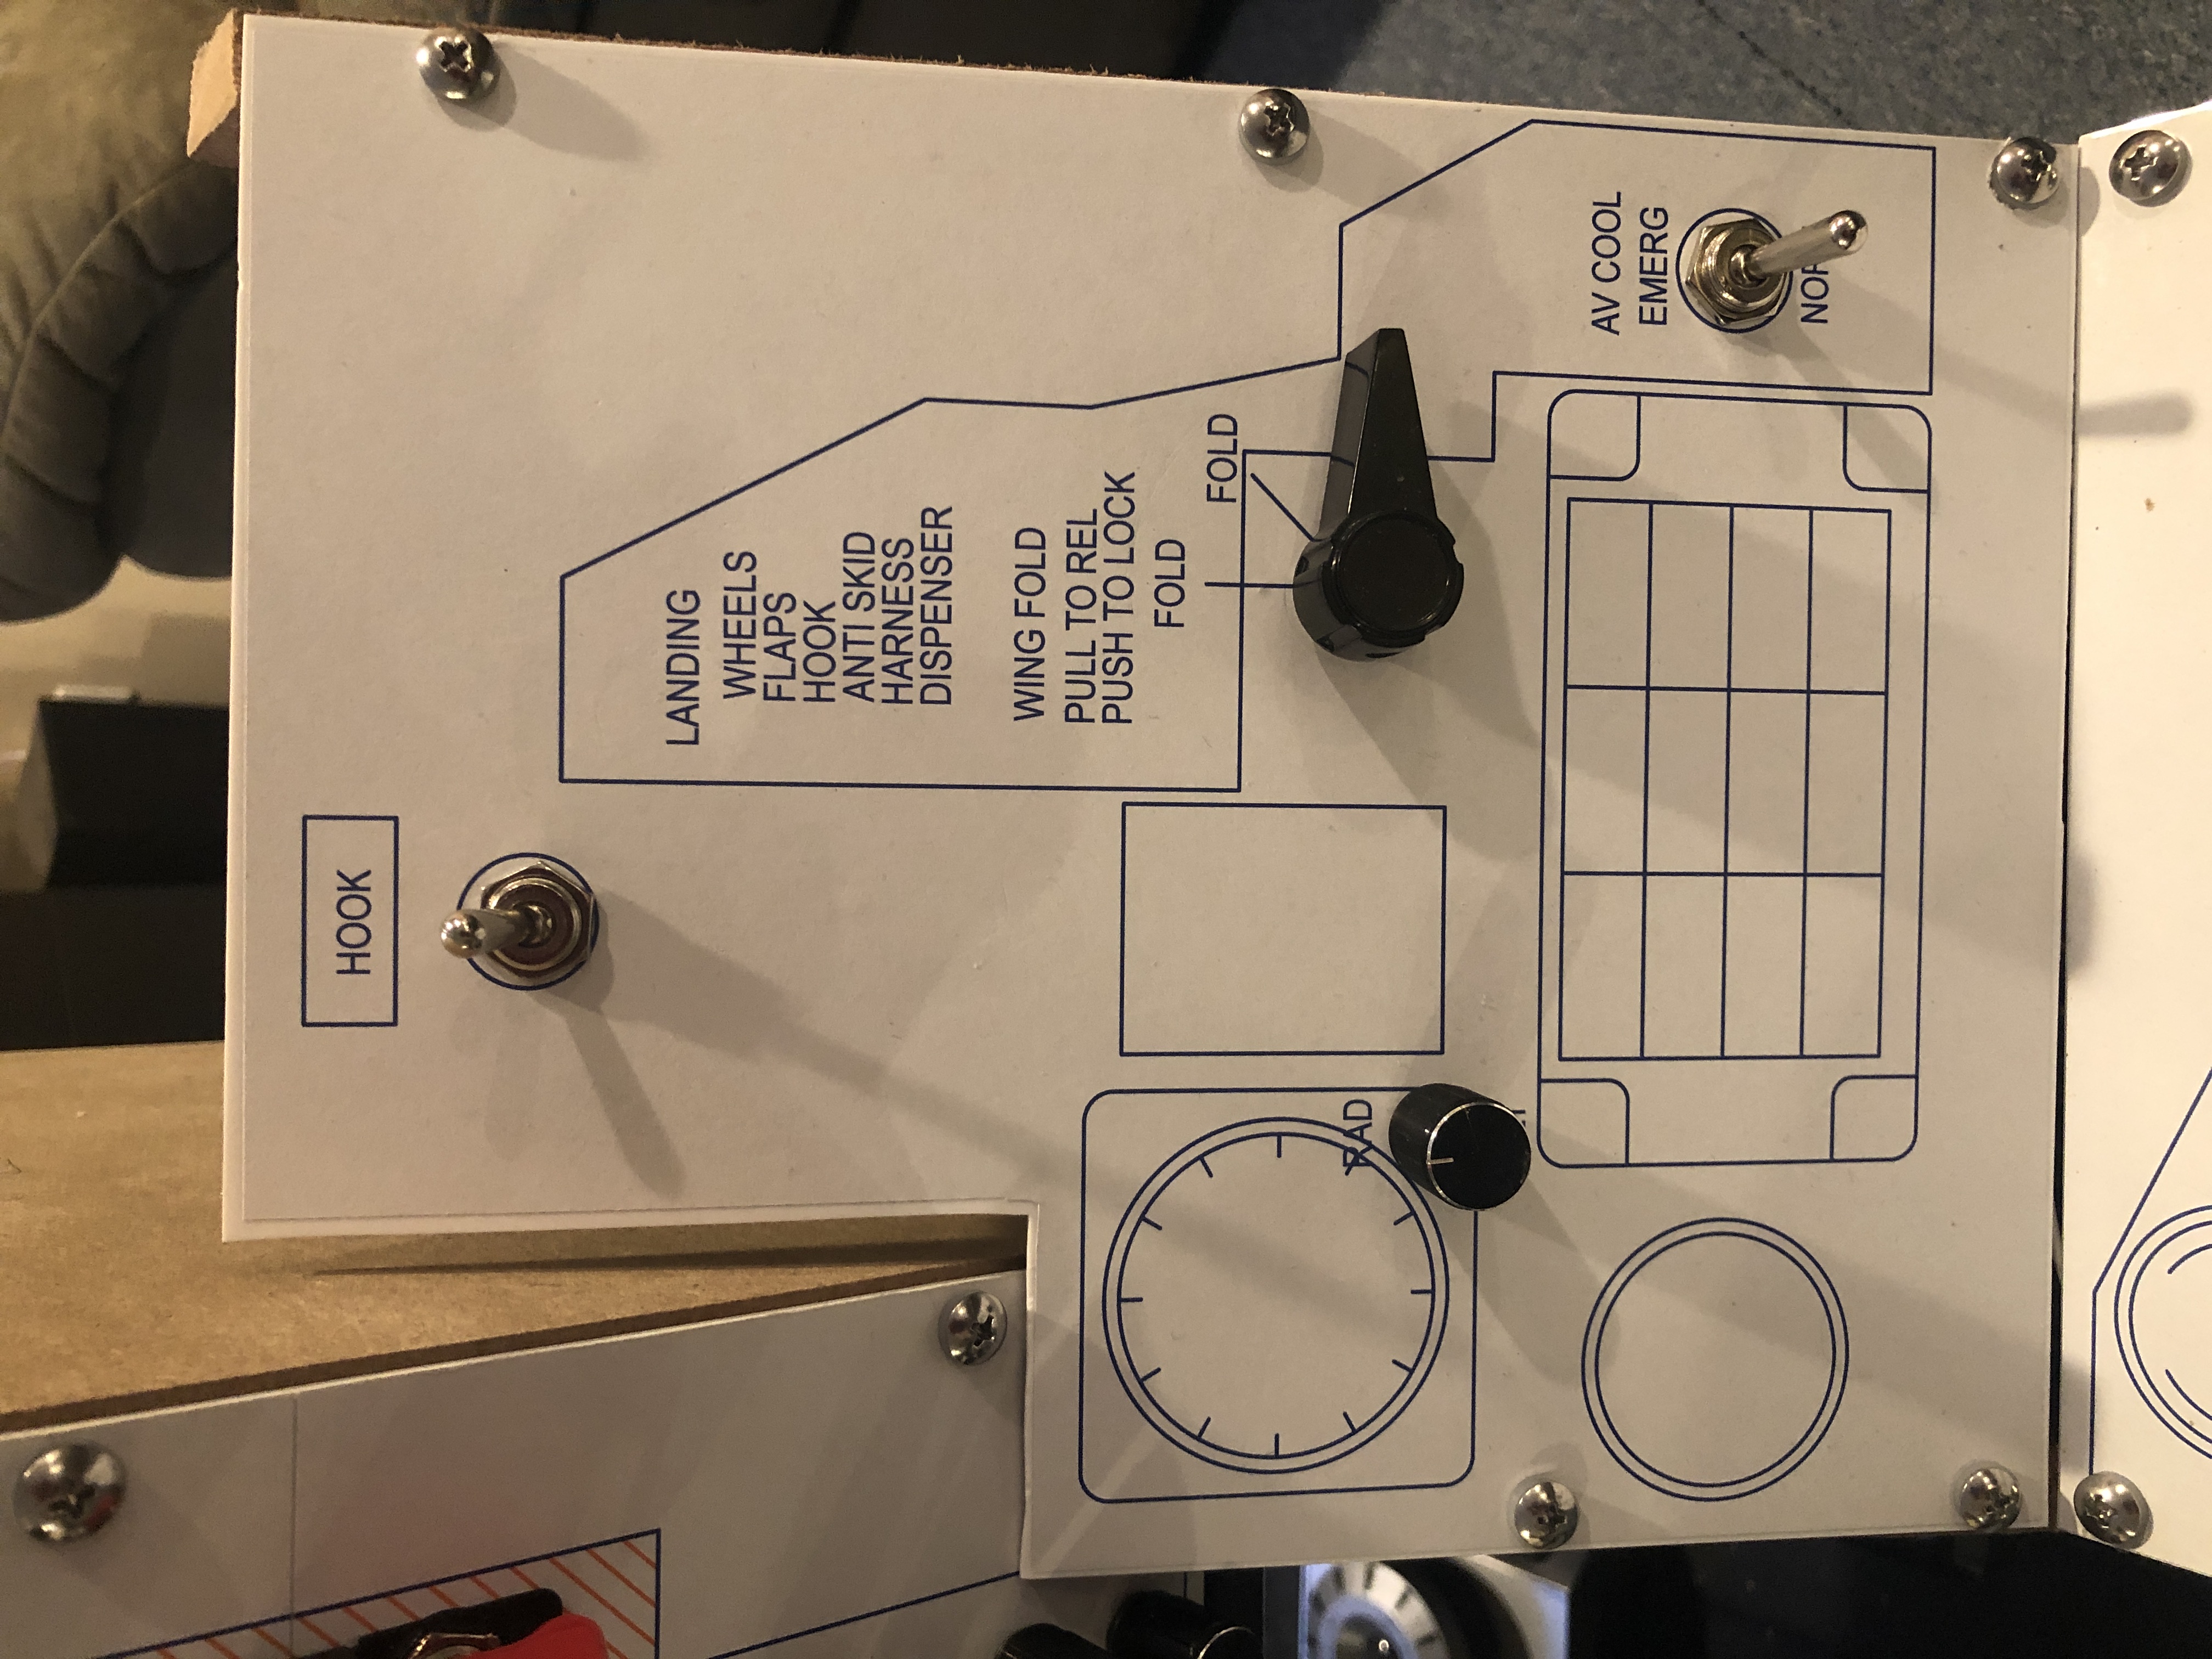 HOOK
LANDING
WHEELS
FLAPS
HOOK
ANTI SKID
HARNESS
DISPENSER
WING FOLD
PULL TO REL
PUSH TO LOCK
FOLD
FOLD
RAD
AV COOL
EMERG